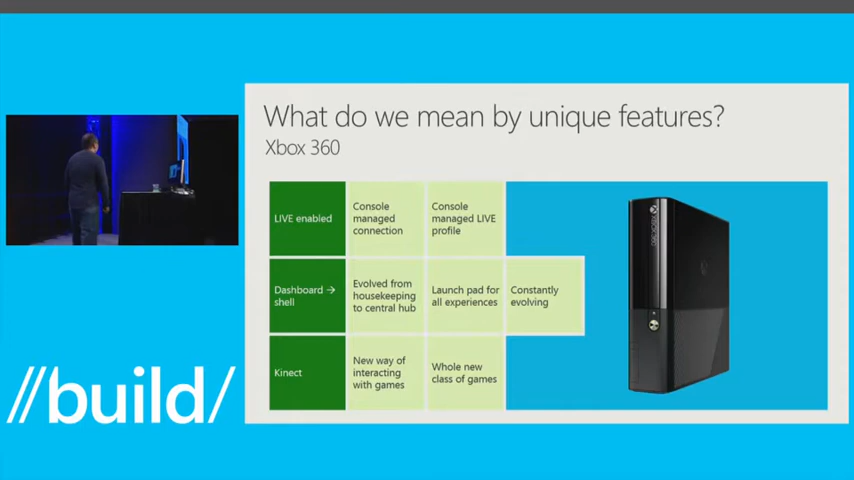 What do we mean by unique features?
Xbox 360
LIVE enabled
Console
managed
connection
Console
managed LIVE
profile
Dashboard →
shell
Evolved from
housekeeping
to central hub
Launch pad for
all experiences
Constantly
evolving
Kinect
New way of
interacting
with games
Whole new
class of games
XBOX 360
//build/